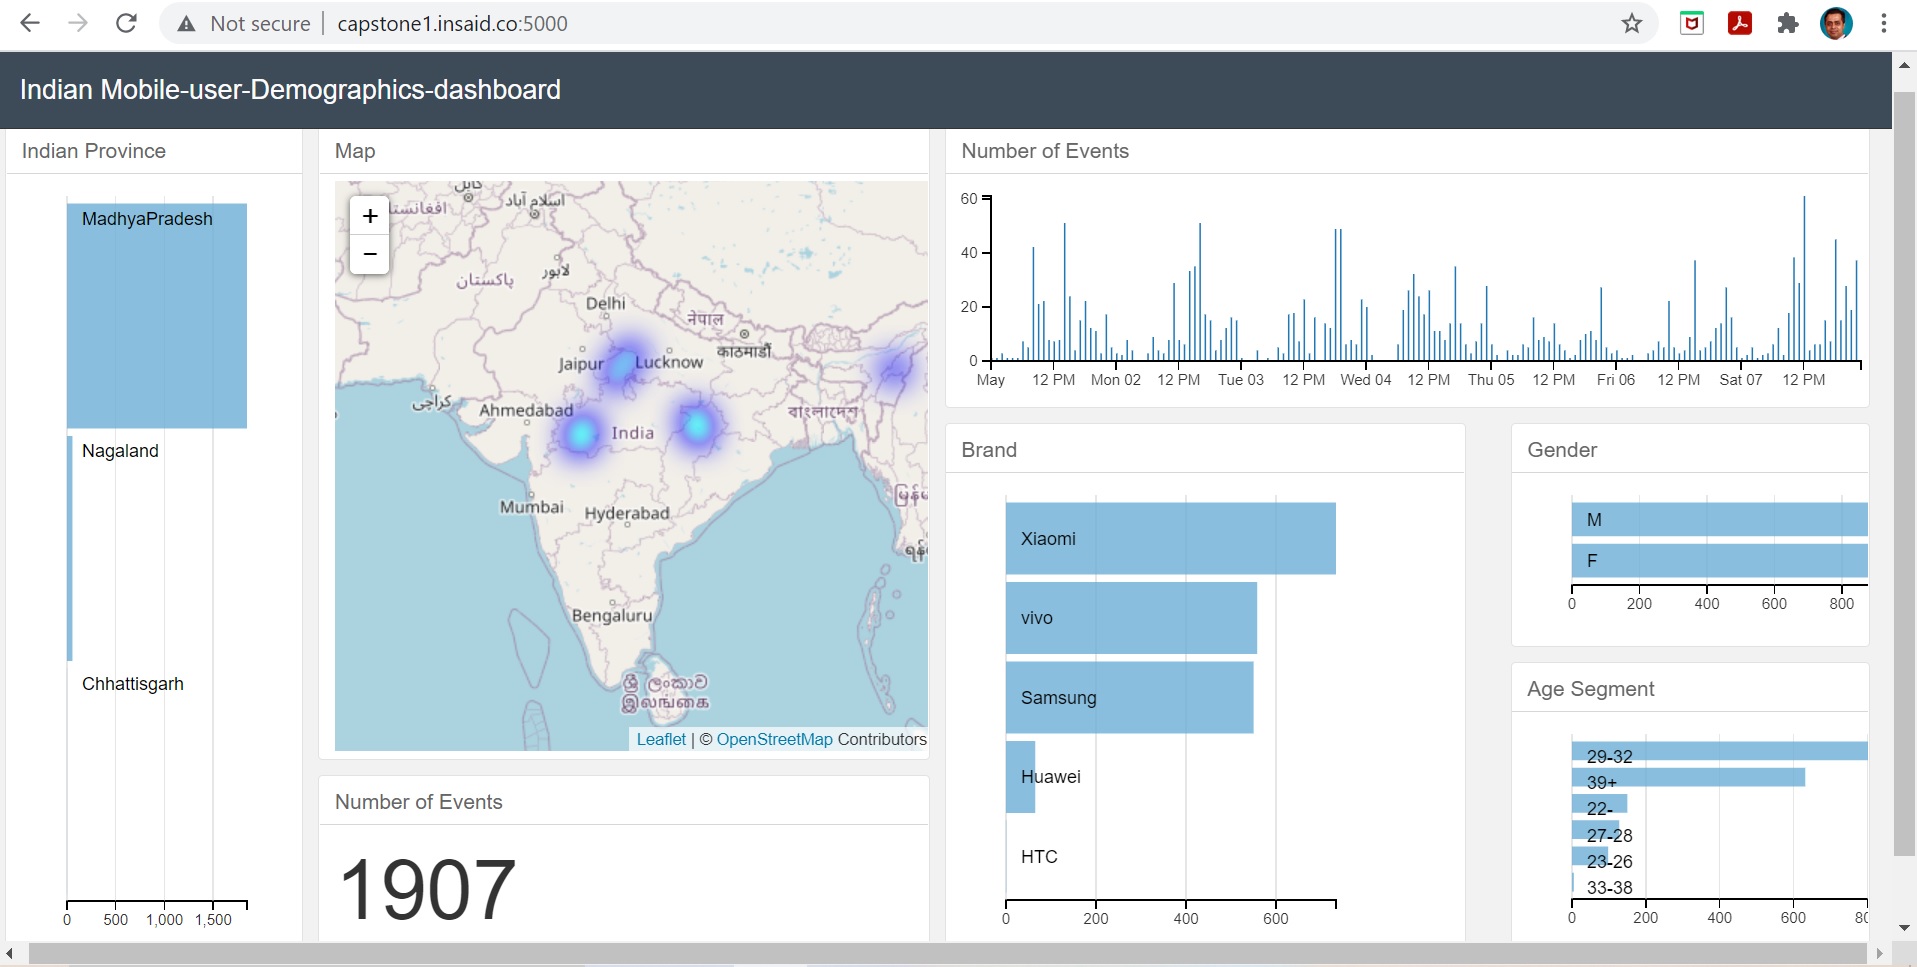 Not secure
capstone1.insaid.co:5000
Indian Mobile-user-Demographics-dashboard
Indian Province
MadhyaPradesh
Nagaland
Chhattisgarh
0 500 1,000 1,500
Map
+
−
کابل
اسلام آباد
لاہور
پاکستان
Delhi
नेपाल
काठमाडौं
Jaipur
Lucknow
کراچی
Ahmedabad
India
বাংলাদেশ
Mumbai
Hyderabad
Bengaluru
ශ්‍රී ලංකාව
இலங்கை
Leaflet | © OpenStreetMap Contributors
Number of Events
1907
Number of Events
60
40
20
0
May 12 PM Mon 02 12 PM Tue 03 12 PM Wed 04 12 PM Thu 05 12 PM Fri 06 12 PM Sat 07 12 PM
Brand
Xiaomi
vivo
Samsung
Huawei
HTC
0 200 400 600
Gender
M
F
0 200 400 600 800
Age Segment
29-32
39+
22-
27-28
23-26
33-38
0 200 400 600 80